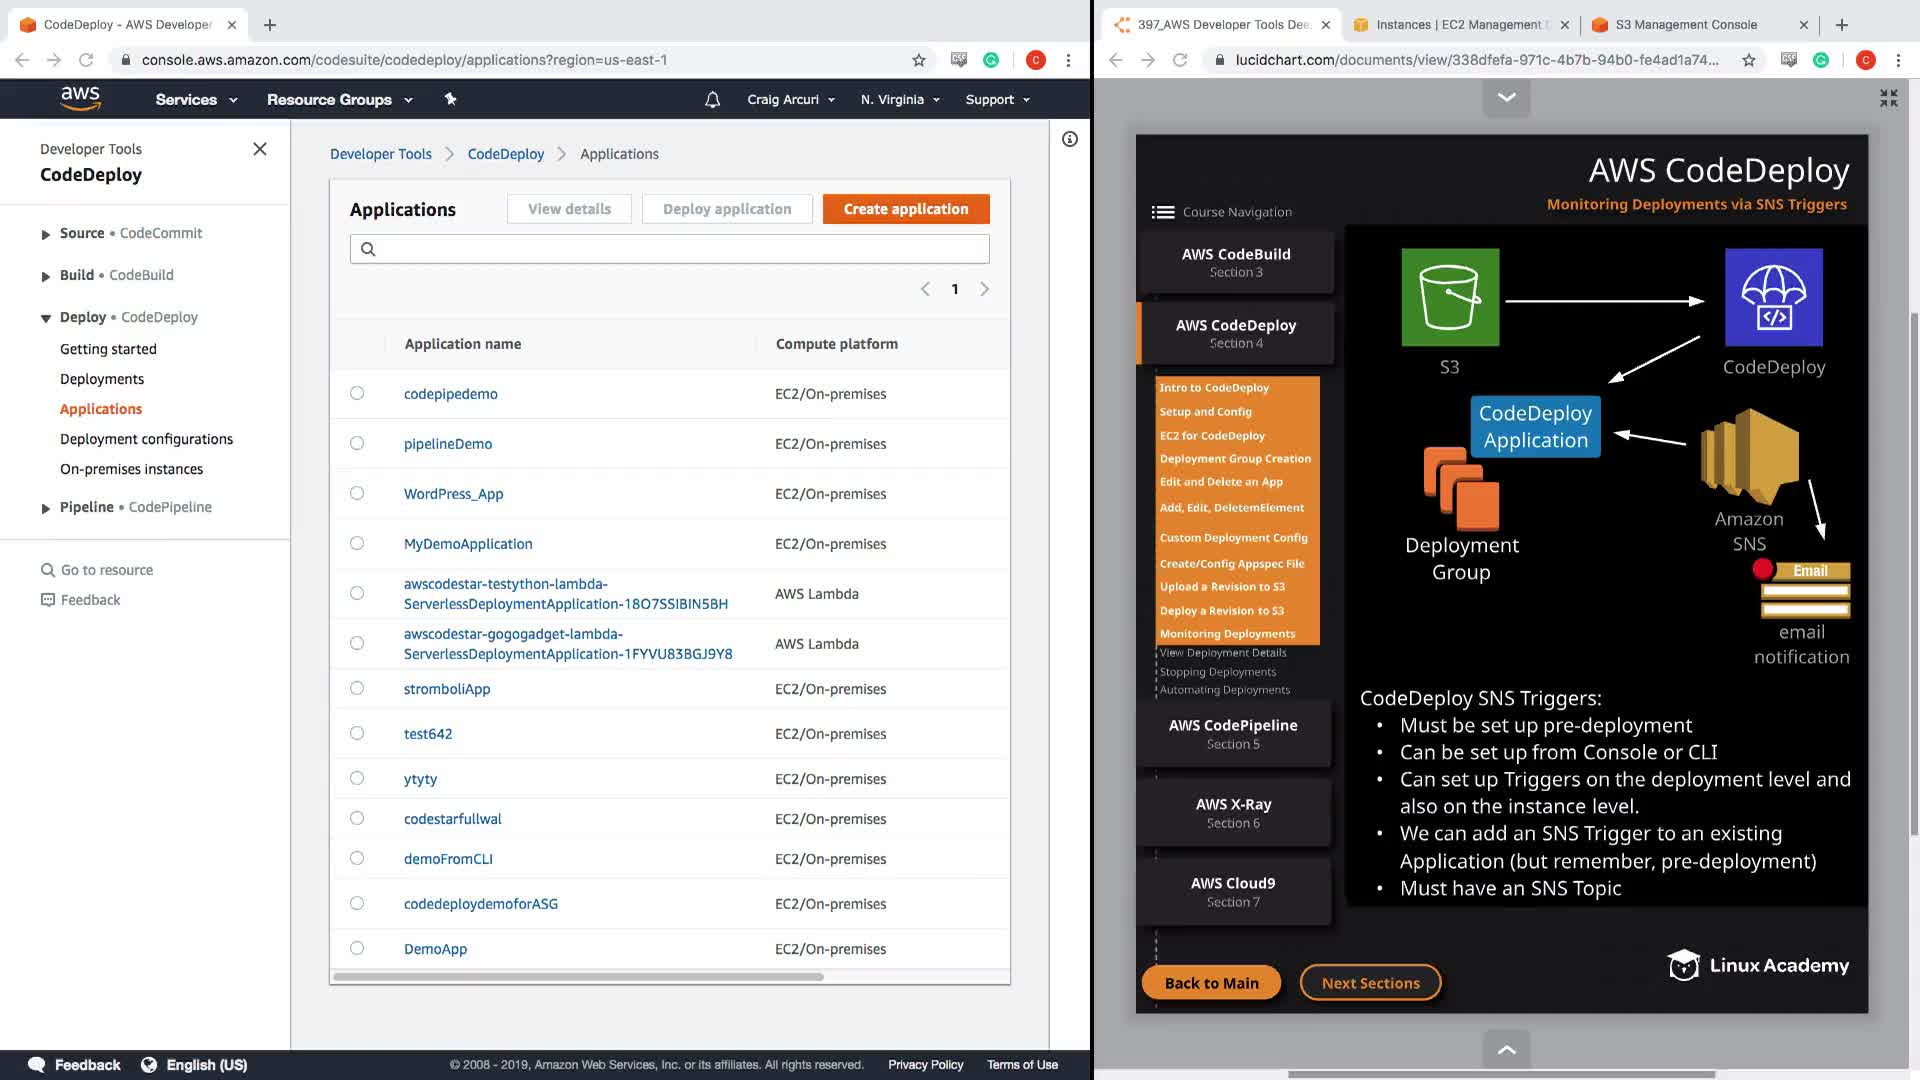 CodeDeploy - AWS Developer
console.aws.amazon.com/codesuite/codedeploy/applications?region=us-east-1
C
aws
Services
Resource Groups
Craig Arcuri
N. Virginia
Support
Developer Tools
CodeDeploy
Source • CodeCommit
Build • CodeBuild
Deploy • CodeDeploy
Getting started
Deployments
Applications
Deployment configurations
On-premises instances
Pipeline • CodePipeline
Go to resource
Feedback
Developer Tools
CodeDeploy
Applications
Applications
View details
Deploy application
Create application
1
Application name
Compute platform
codepipedemo
EC2/On-premises
pipelineDemo
EC2/On-premises
WordPress_App
EC2/On-premises
MyDemoApplication
EC2/On-premises
awscodestar-testython-lambda-
ServerlessDeploymentApplication-18O7SSIBIN5BH
AWS Lambda
awscodestar-gogogadget-lambda-
ServerlessDeploymentApplication-1FYVU83BGJ9Y8
AWS Lambda
stromboliApp
EC2/On-premises
test642
EC2/On-premises
ytyty
EC2/On-premises
codestarfullwal
EC2/On-premises
demoFromCLI
EC2/On-premises
codedeploydemoforASG
EC2/On-premises
DemoApp
EC2/On-premises
Feedback
English (US)
© 2008 - 2019, Amazon Web Services, Inc. or its affiliates. All rights reserved.
Privacy Policy
Terms of Use
397_AWS Developer Tools Dee
Instances | EC2 Management
S3 Management Console
lucidchart.com/documents/view/338dfefa-971c-4b7b-94b0-fe4ad1a74...
C
AWS CodeDeploy
Monitoring Deployments via SNS Triggers
Course Navigation
AWS CodeBuild
Section 3
AWS CodeDeploy
Section 4
Intro to CodeDeploy
Setup and Config
EC2 for CodeDeploy
Deployment Group Creation
Edit and Delete an App
Add, Edit, DeletemElement
Custom Deployment Config
Create/Config Appspec File
Upload a Revision to S3
Deploy a Revision to S3
Monitoring Deployments
View Deployment Details
Stopping Deployments
Automating Deployments
AWS CodePipeline
Section 5
AWS X-Ray
Section 6
AWS Cloud9
Section 7
Back to Main
Next Sections
S3
CodeDeploy
CodeDeploy
Application
Deployment
Group
Amazon
SNS
Email
email
notification
CodeDeploy SNS Triggers:
• Must be set up pre-deployment
• Can be set up from Console or CLI
• Can set up Triggers on the deployment level and
also on the instance level.
• We can add an SNS Trigger to an existing
Application (but remember, pre-deployment)
• Must have an SNS Topic
Linux Academy